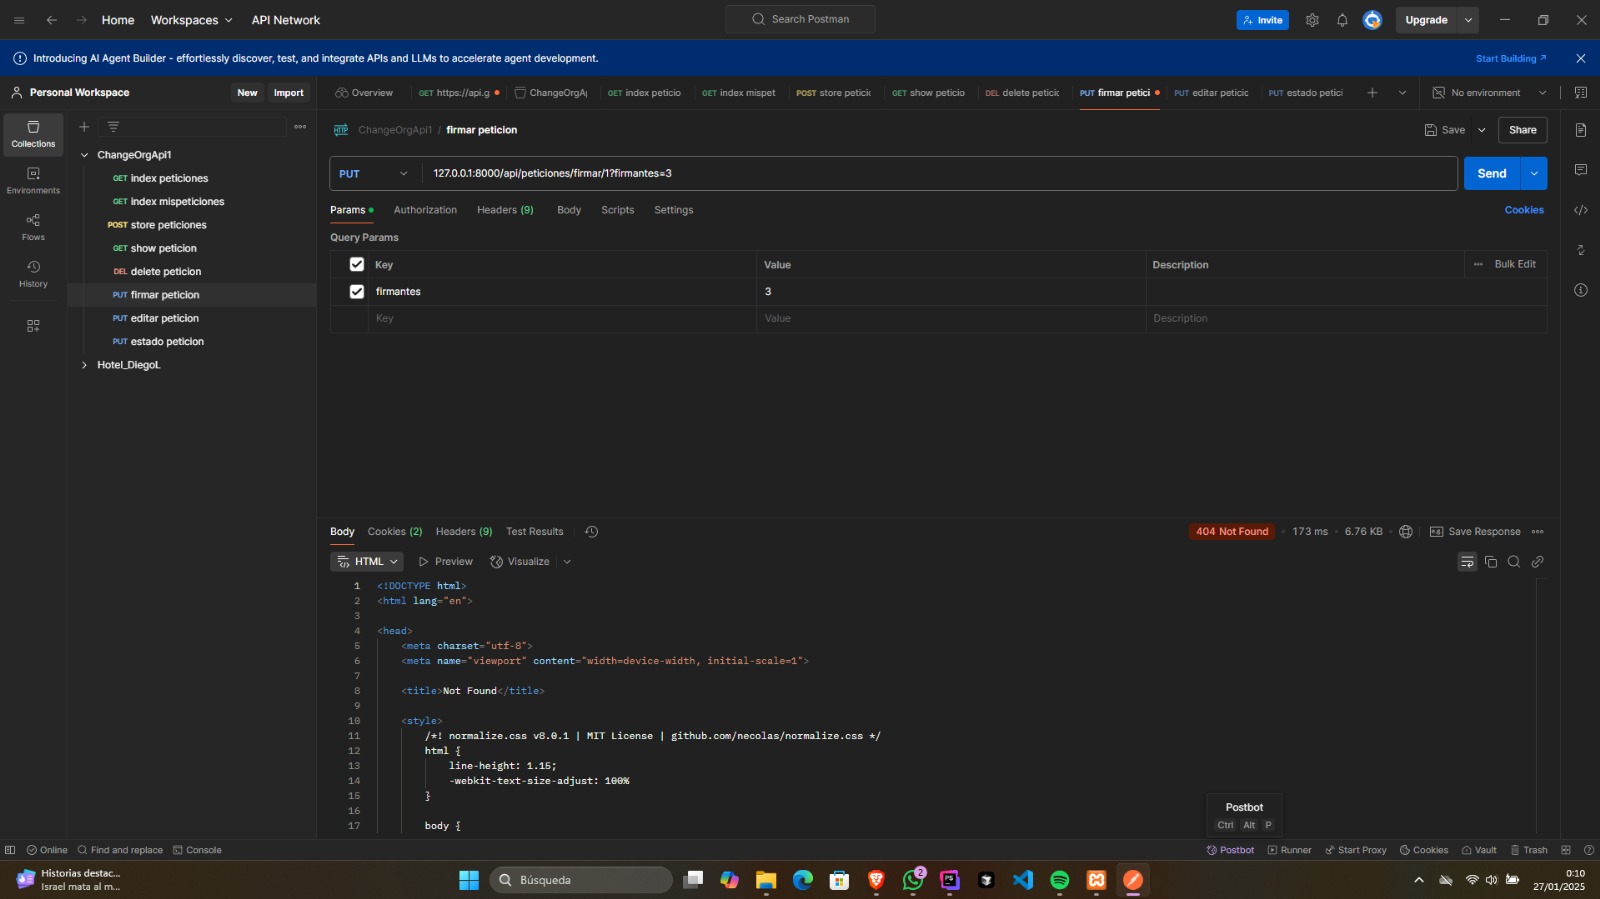 Home Workspaces API Network Search Postman Invite Upgrade
Introducing AI Agent Builder - effortlessly discover, test, and integrate APIs and LLMs to accelerate agent development. Start Building
Personal Workspace New Import
Overview GET https://api.g ChangeOrgA GET index peticio GET index mispet POST store peticio GET show peticio DEL delete petici PUT firmar petici PUT editar petici PUT estado petici No environment
Collections
Environments
Flows
History
ChangeOrgApi1
GET index peticiones
GET index mispeticiones
POST store peticiones
GET show peticion
DEL delete peticion
PUT firmar peticion
PUT editar peticion
PUT estado peticion
Hotel_DiegoL
HTTP ChangeOrgApi1 / firmar peticion Save Share
PUT 127.0.0.1:8000/api/peticiones/firmar/1?firmantes=3 Send
Params Authorization Headers (9) Body Scripts Settings Cookies
Query Params
Key Value Description Bulk Edit
firmantes 3
Key Value Description
Body Cookies (2) Headers (9) Test Results 404 Not Found 173 ms 6.76 KB Save Response
HTML Preview Visualize
1 <!DOCTYPE html>
2 <html lang="en">
3
4 <head>
5 <meta charset="utf-8">
6 <meta name="viewport" content="width=device-width, initial-scale=1">
7
8 <title>Not Found</title>
9
10 <style>
11 /*! normalize.css v8.0.1 | MIT License | github.com/necolas/normalize.css */
12 html {
13 line-height: 1.15;
14 -webkit-text-size-adjust: 100%
15 }
16
17 body {
Postbot
Ctrl Alt P
Online Find and replace Console Postbot Runner Start Proxy Cookies Vault Trash
Historias destac...
Israel mata al m...
Búsqueda
2
PS
0:10
27/01/2025